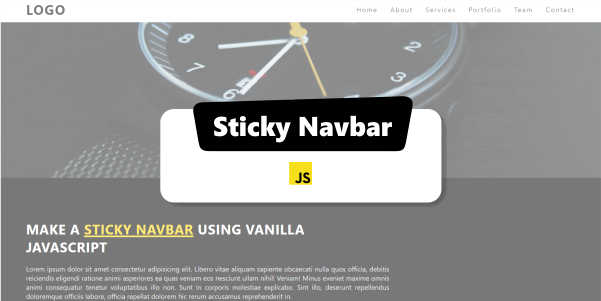 LOGO
Home About Services Portfolio Team Contact
Sticky Navbar
JS
MAKE A STICKY NAVBAR USING VANILLA
JAVASCRIPT
Lorem ipsum dolor sit amet consectetur adipisicing elit. Libero vitae aliquam sapiente obcaecati nulla quos officia, debitis
reiciendis eligendi ratione animi asperiores ea quas veniam eos nesciunt ullam nihil! Veniam! Minus eveniet maxime omnis
animi consequatur tenetur voluptatibus illo non. Sunt in corporis molestiae explicabo. Sint illo, deserunt repellendus
doloremque officiis labore, officia repellat dolorem hic rerum accusamus reprehenderit in.